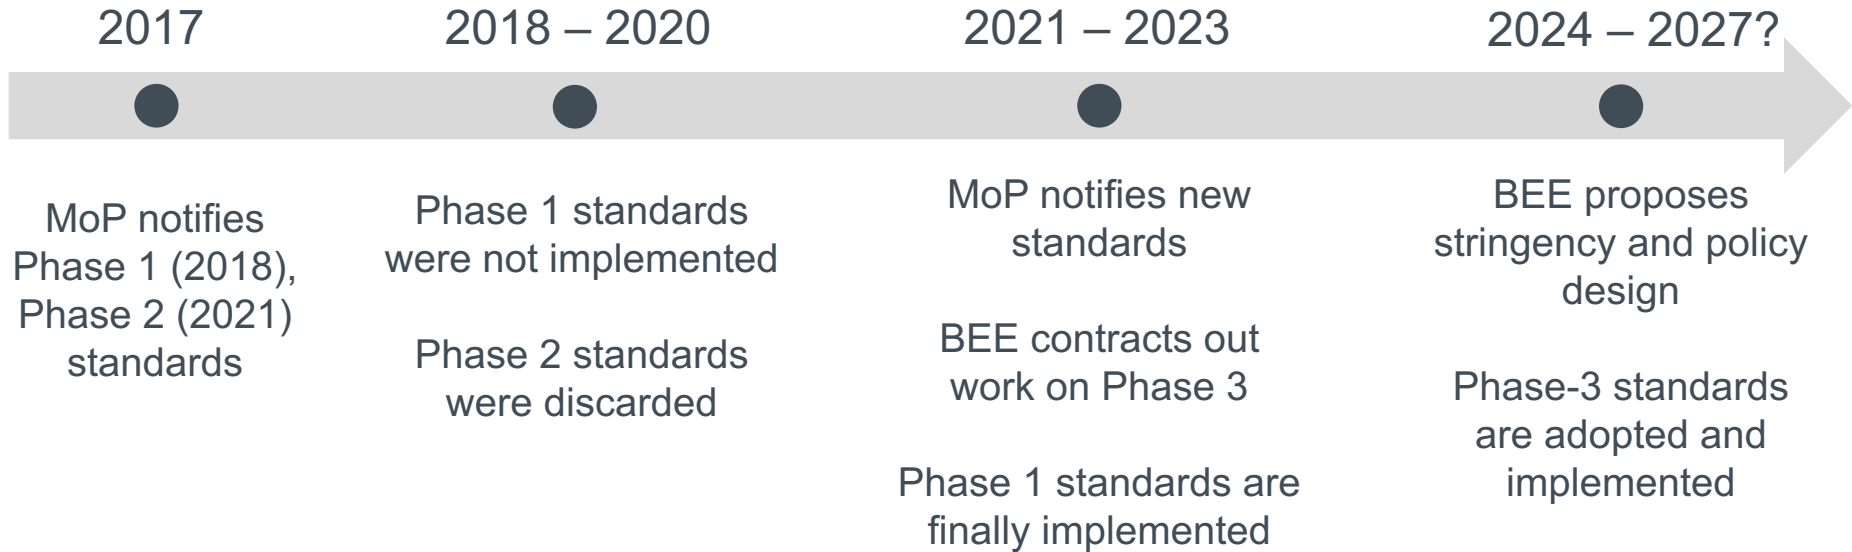 2017
MoP notifies
Phase 1 (2018),
Phase 2 (2021)
standards
2018 – 2020
Phase 1 standards
were not implemented
Phase 2 standards
were discarded
2021 – 2023
MoP notifies new
standards
BEE contracts out
work on Phase 3
Phase 1 standards are
finally implemented
2024 – 2027?
BEE proposes
stringency and policy
design
Phase-3 standards
are adopted and
implemented